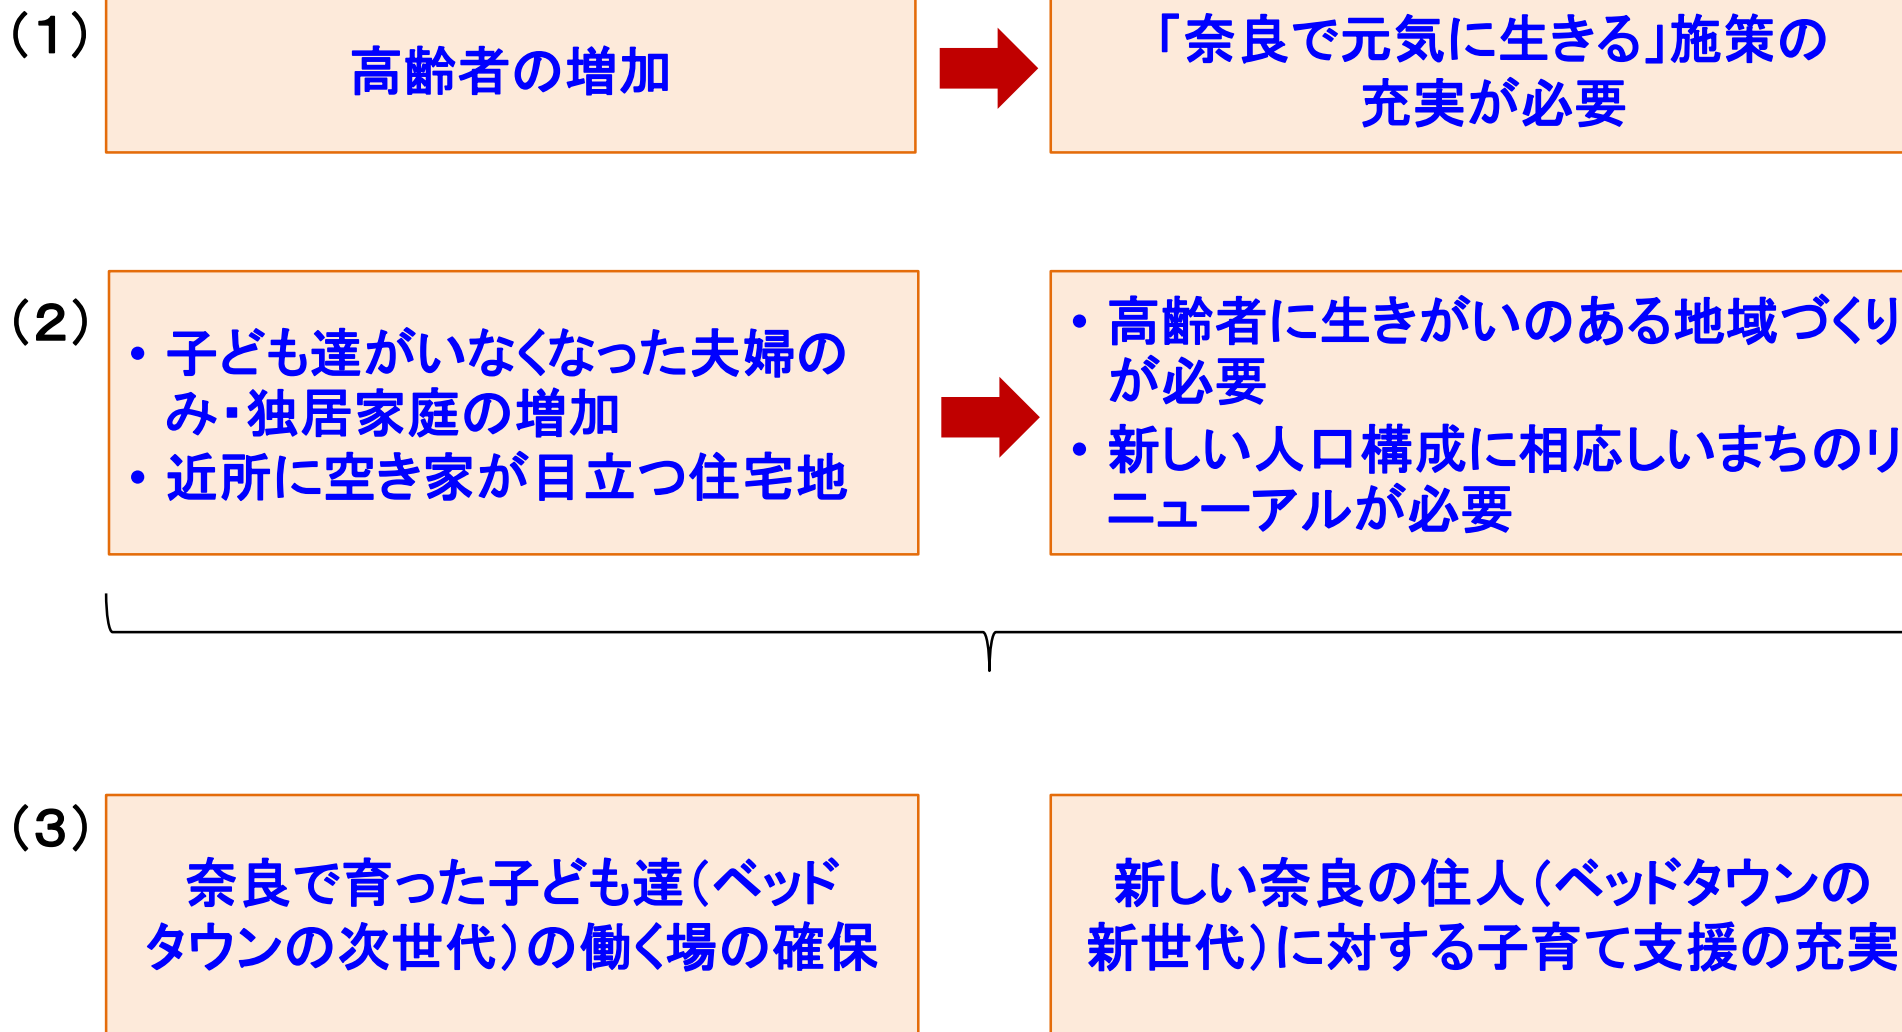 （１）
高齢者の増加
「奈良で元気に生きる」施策の
充実が必要
（２）
・子ども達がいなくなった夫婦の
み・独居家庭の増加
・近所に空き家が目立つ住宅地
・高齢者に生きがいのある地域づくり
が必要
・新しい人口構成に相応しいまちのリ
ニューアルが必要
（３）
奈良で育った子ども達（ベッド
タウンの次世代）の働く場の確保
新しい奈良の住人（ベッドタウンの
新世代）に対する子育て支援の充実